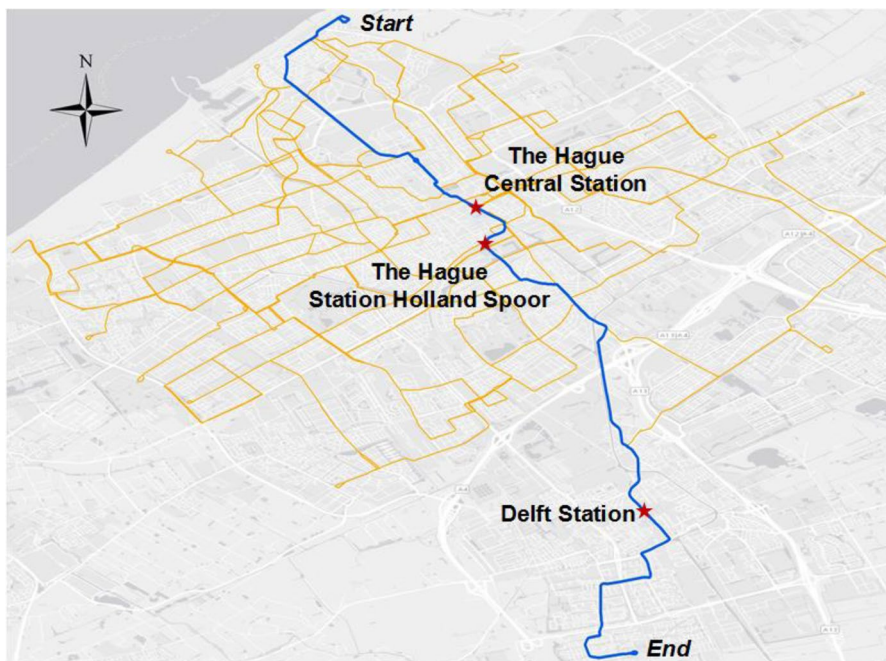 Start
N
The Hague
Central Station
The Hague
Station Holland Spoor
Delft Station
End